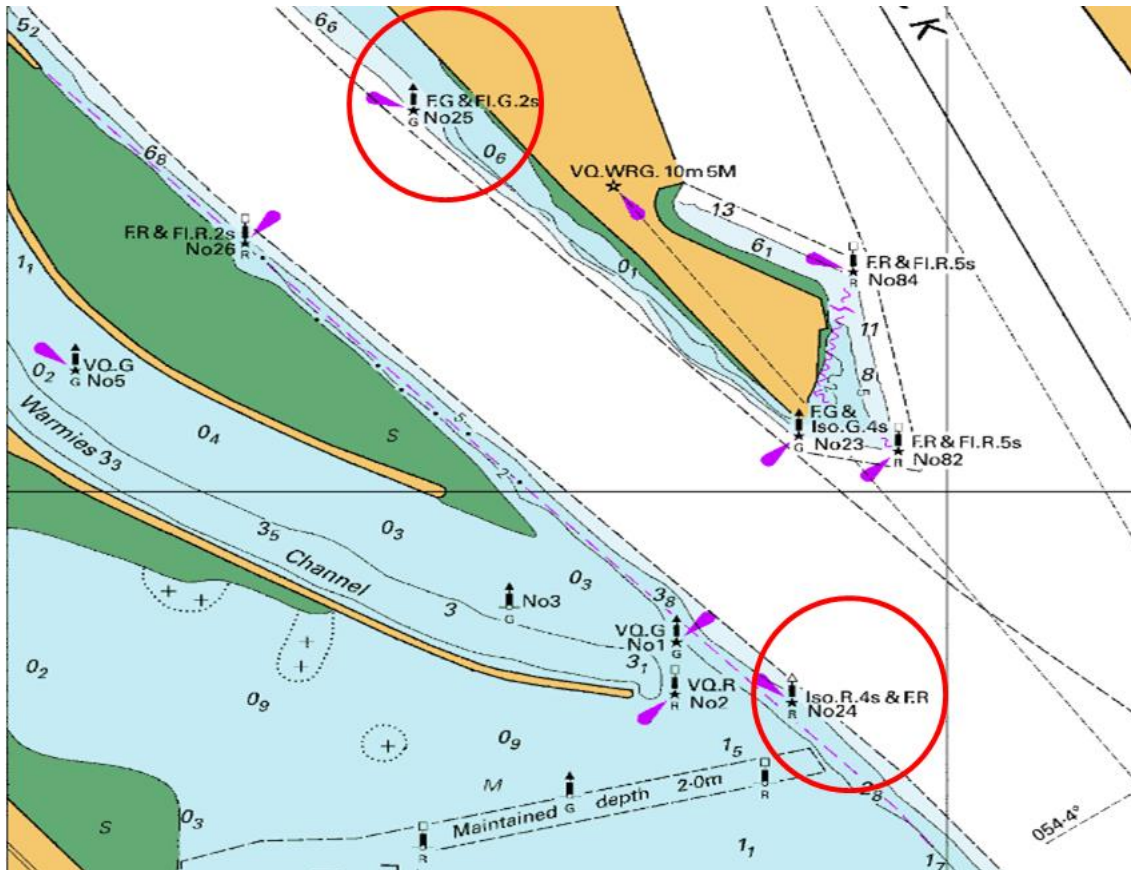 5₂
6₆
K
F.G & Fl.G.2s
No25
G
6₈
0₆
VQ.WRG. 10m 5M
13
F.R & Fl.R.2s
No26
R
6₁
F.R & Fl.R.5s
No84
R
1₁
0₁
11
VQ.G
No5
G
0₂
8₅
F.G &
Iso.G.4s
No23
G
F.R & Fl.R.5s
No82
R
Warmies 3₃
0₄
S
5
2
3₅
0₃
Channel
3
No3
G
0₃
3₈
VQ.G
No1
G
0₂
3₁
VQ.R
No2
R
Iso.R.4s & F.R
No24
R
0₉
0₉
1₅
M
2₈
G
R
Maintained depth 2·0m
S
0₃
R
1₁
1₇
054·4°